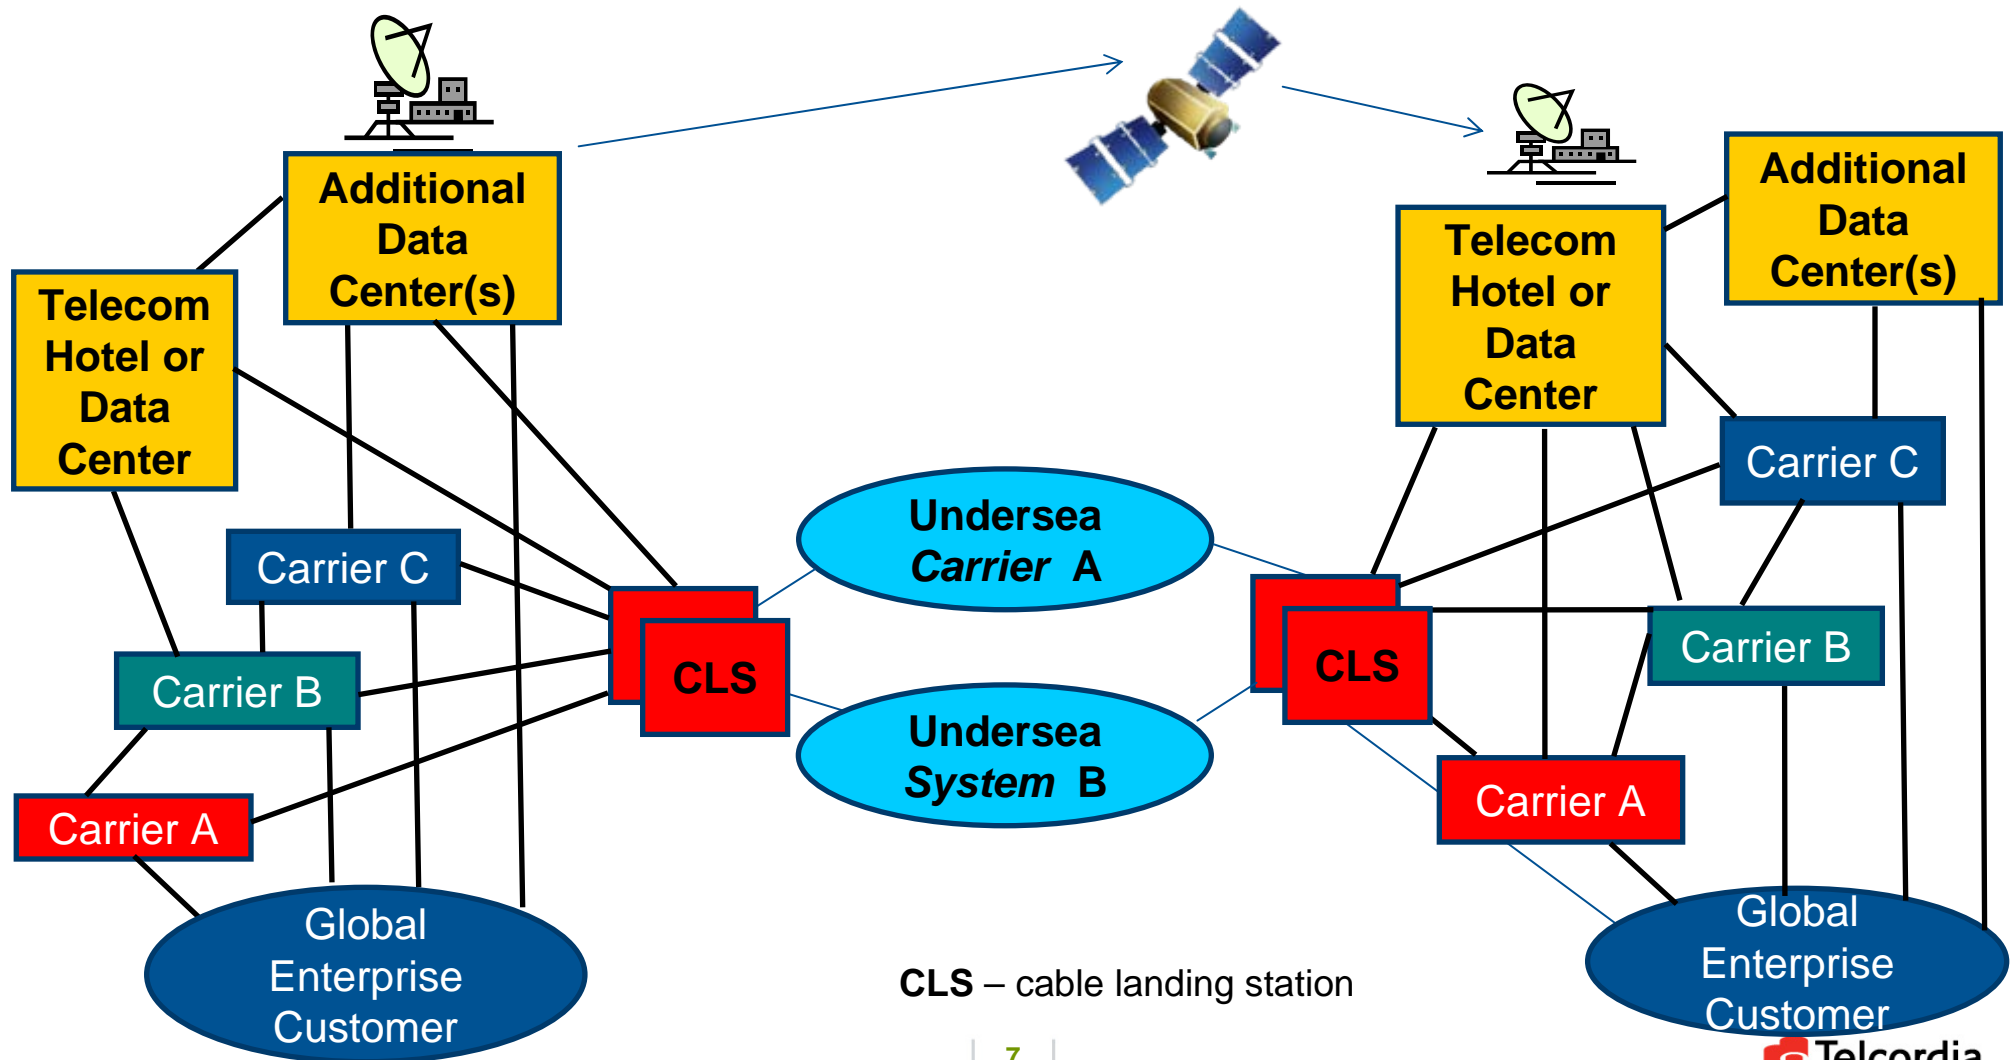 Additional
Data
Center(s)
Telecom
Hotel or
Data
Center
Carrier C
Carrier B
Carrier A
Global
Enterprise
Customer
CLS
Undersea
Carrier A
Undersea
System B
Additional
Data
Center(s)
Telecom
Hotel or
Data
Center
Carrier C
CLS
Carrier B
Carrier A
Global
Enterprise
Customer
CLS – cable landing station
7
Telcordia